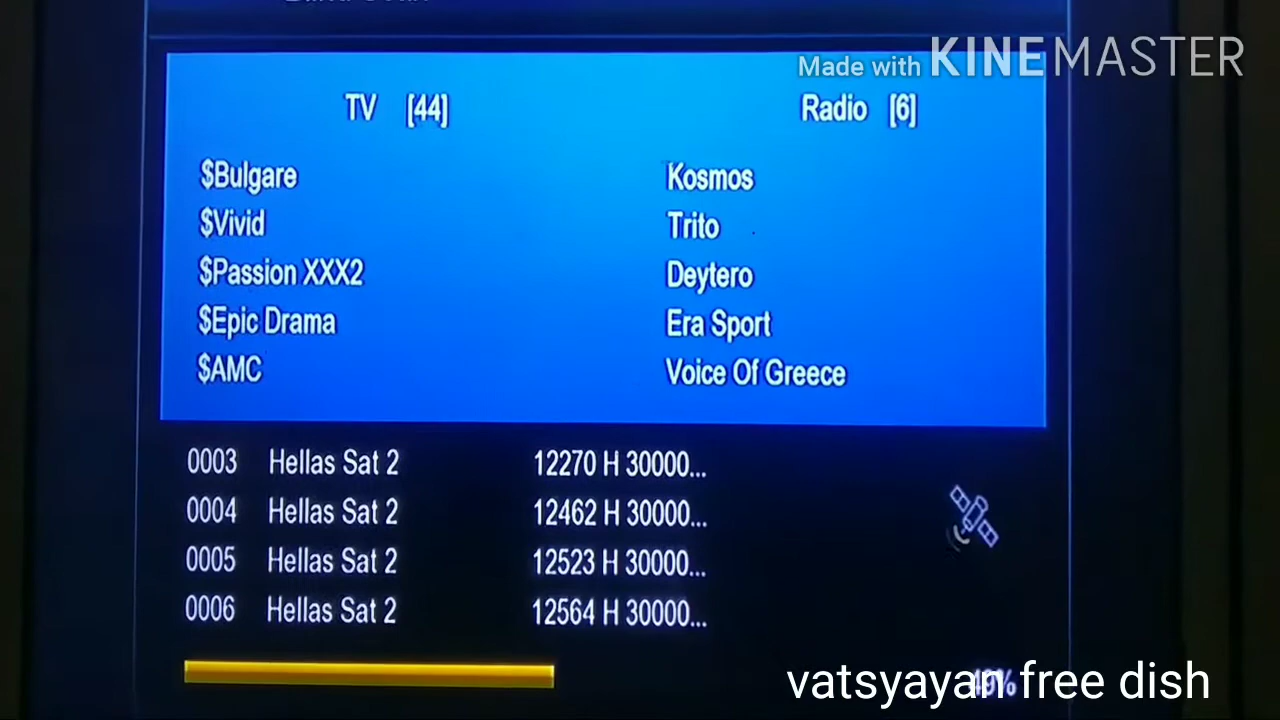 Made with KINEMASTER
TV [44]
Radio [6]
$Bulgare
Kosmos
$Vivid
Trito
$Passion XXX2
Deytero
$Epic Drama
Era Sport
$AMC
Voice Of Greece
0003 Hellas Sat 2 12270 H 30000...
0004 Hellas Sat 2 12462 H 30000...
0005 Hellas Sat 2 12523 H 30000...
0006 Hellas Sat 2 12564 H 30000...
vatsyayan free dish